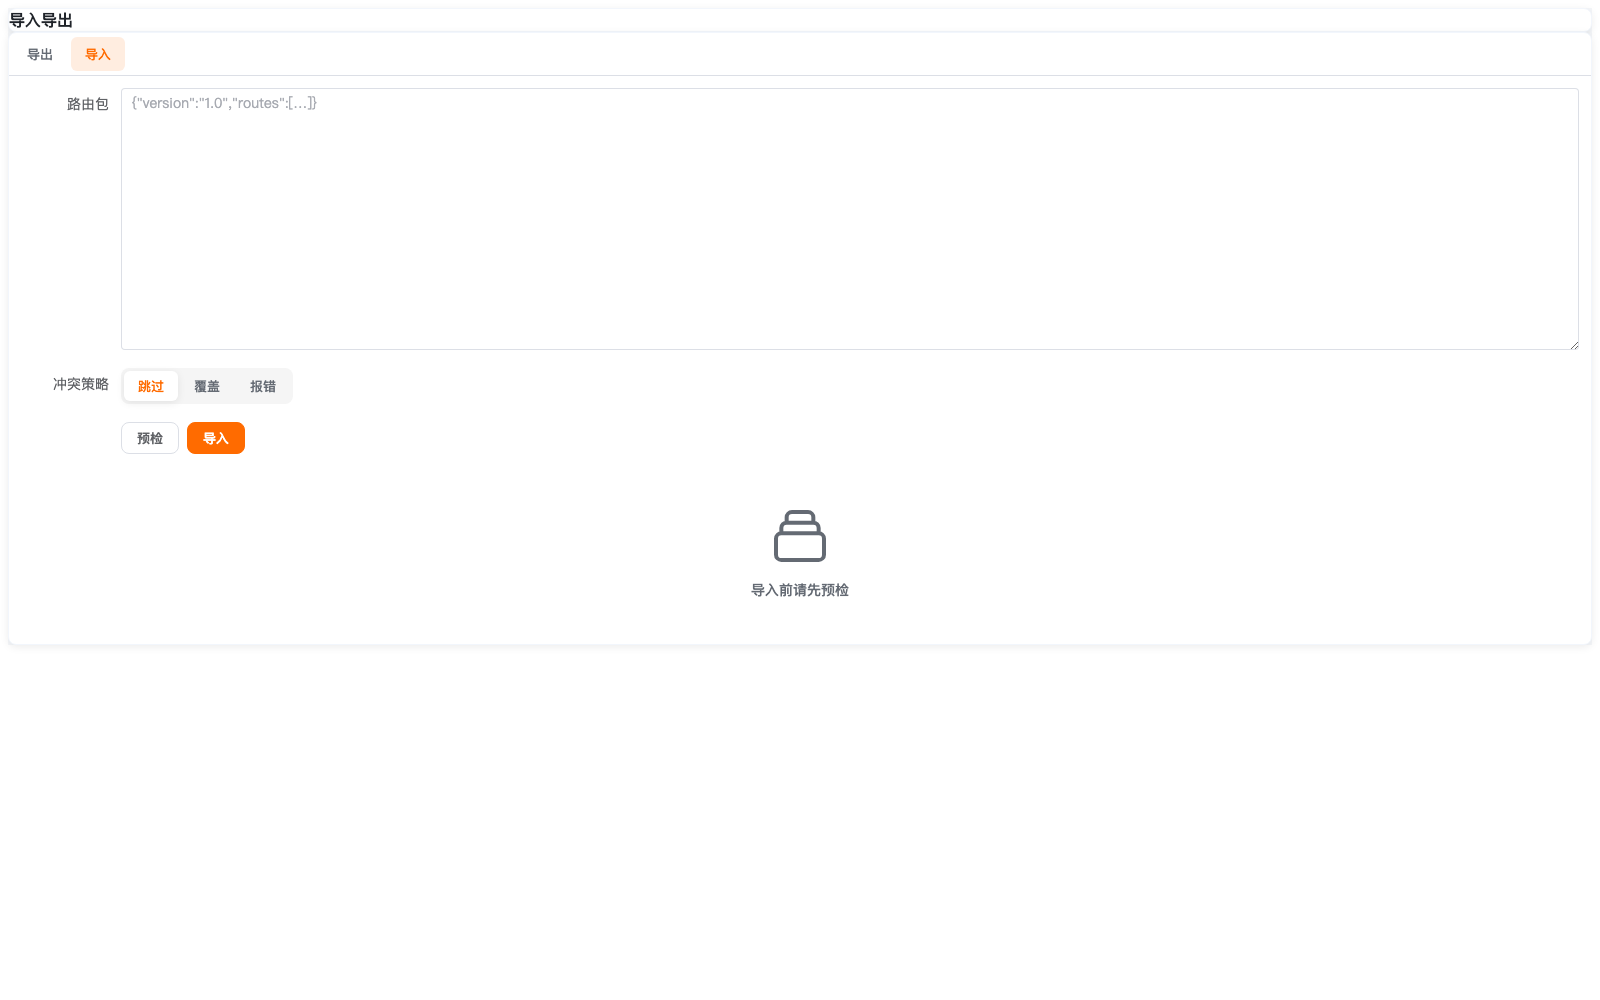 导入导出
导出 导入
路由包 {"version":"1.0","routes":[...]}
冲突策略 跳过 覆盖 报错
预检 导入
导入前请先预检